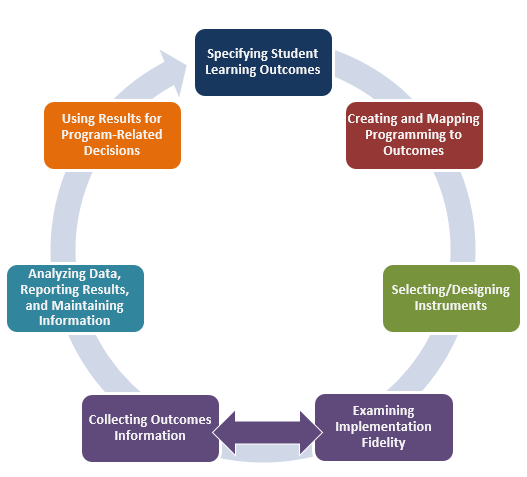 Specifying Student
Learning Outcomes
Creating and Mapping
Programming to
Outcomes
Selecting/Designing
Instruments
Examining
Implementation
Fidelity
Collecting Outcomes
Information
Analyzing Data,
Reporting Results,
and Maintaining
Information
Using Results for
Program-Related
Decisions